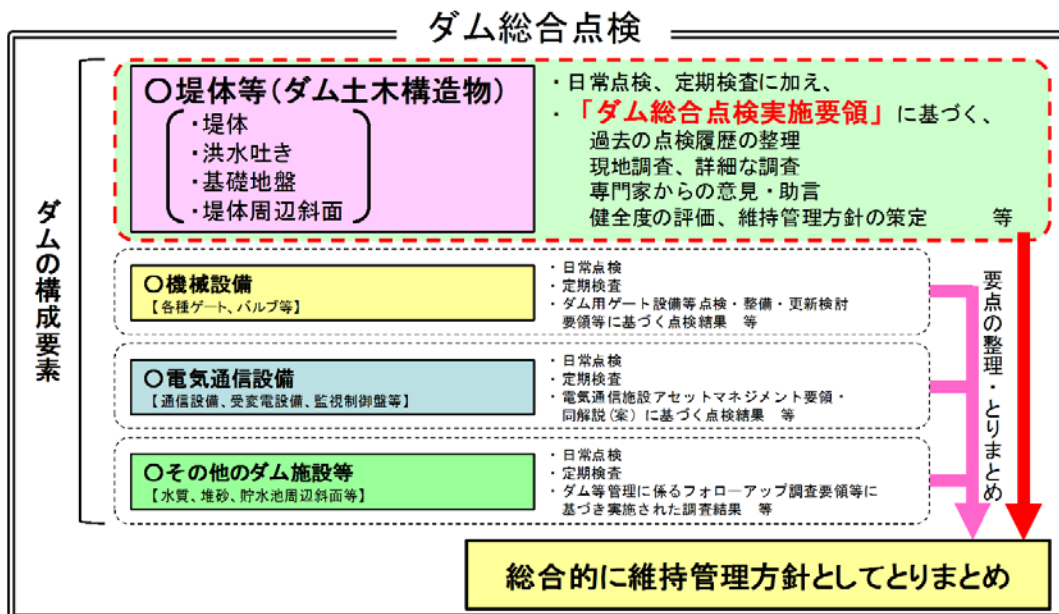 ダム総合点検
ダムの構成要素
〇堤体等(ダム土木構造物)
・堤体
・洪水吐き
・基礎地盤
・堤体周辺斜面
・日常点検、定期検査に加え、
・「ダム総合点検実施要領」に基づく、
過去の点検履歴の整理
現地調査、詳細な調査
専門家からの意見・助言
健全度の評価、維持管理方針の策定 等
〇機械設備
【各種ゲート、バルブ等】
・日常点検
・定期検査
・ダム用ゲート設備等点検・整備・更新検討
要領等に基づく点検結果 等
〇電気通信設備
【通信設備、受変電設備、監視制御盤等】
・日常点検
・定期検査
・電気通信施設アセットマネジメント要領・
同解説(案)に基づく点検結果 等
〇その他のダム施設等
【水質、堆砂、貯水池周辺斜面等】
・日常点検
・定期検査
・ダム等管理に係るフォローアップ調査要領等に
基づき実施された調査結果 等
要点の整理・とりまとめ
総合的に維持管理方針としてとりまとめ